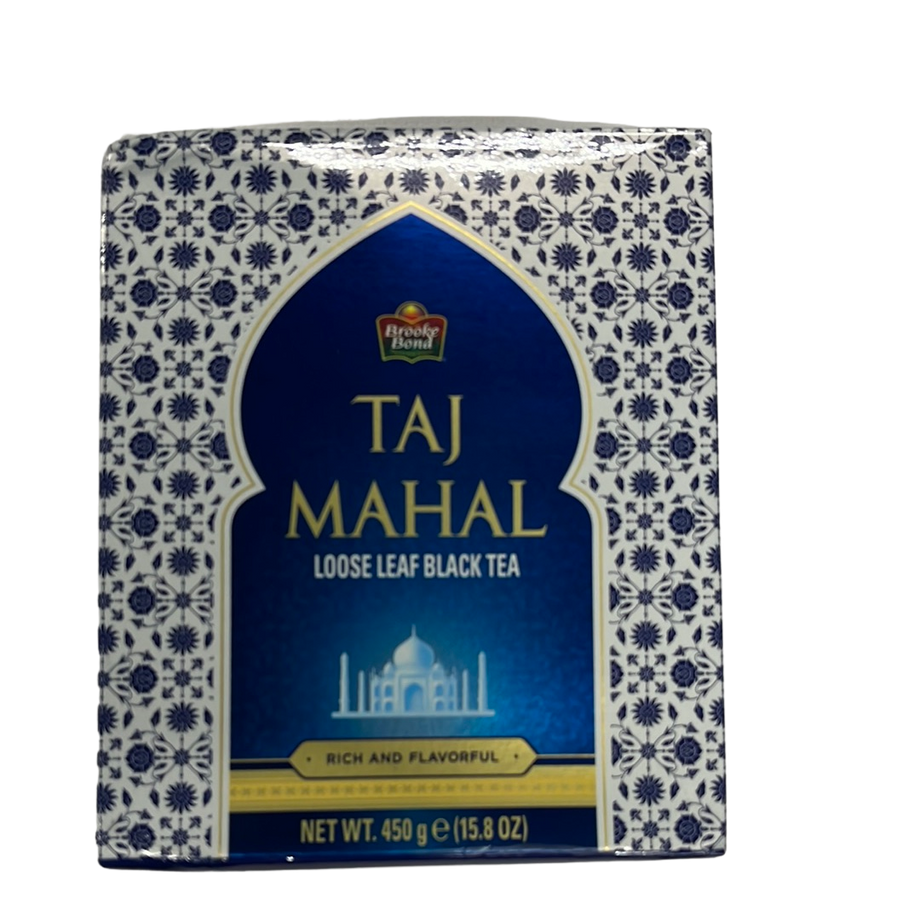 Brooke
Bond
TAJ
MAHAL
LOOSE LEAF BLACK TEA
RICH AND FLAVORFUL
NET WT. 450 g ℮ (15.8 OZ)